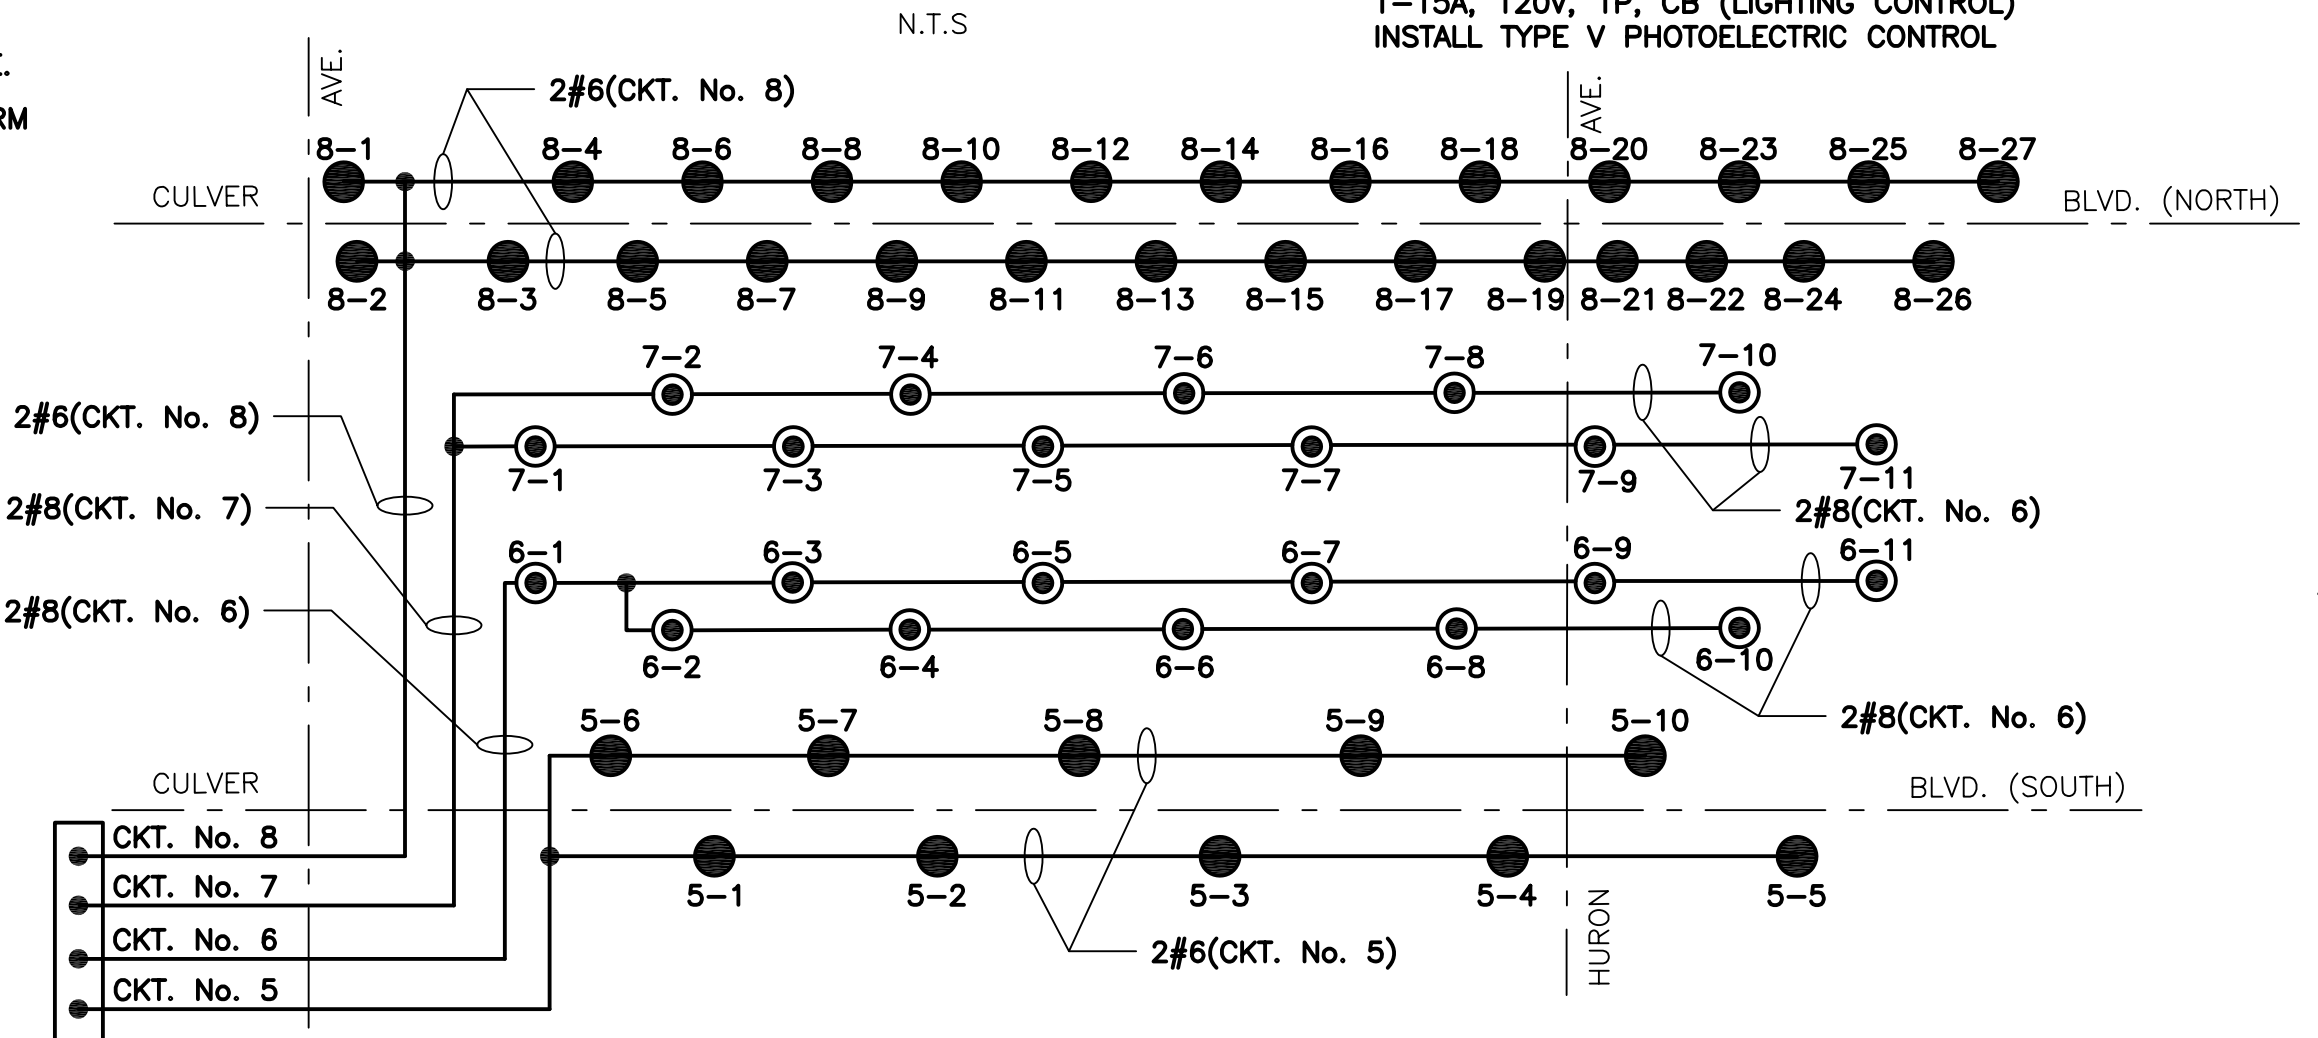 N.T.S
1-15A, 120V, 1P, CB (LIGHTING CONTROL)
INSTALL TYPE V PHOTOELECTRIC CONTROL
AVE.
AVE.
RM
2#6(CKT. No. 8)
8-1 8-4 8-6 8-8 8-10 8-12 8-14 8-16 8-18 8-20 8-23 8-25 8-27
CULVER BLVD. (NORTH)
8-2 8-3 8-5 8-7 8-9 8-11 8-13 8-15 8-17 8-19 8-21 8-22 8-24 8-26
7-2 7-4 7-6 7-8 7-10
2#6(CKT. No. 8)
7-1 7-3 7-5 7-7 7-9 7-11
2#8(CKT. No. 7)
2#8(CKT. No. 6)
6-1 6-3 6-5 6-7 6-9 6-11
2#8(CKT. No. 6)
6-2 6-4 6-6 6-8 6-10
5-6 5-7 5-8 5-9 5-10
2#8(CKT. No. 6)
CULVER BLVD. (SOUTH)
CKT. No. 8
CKT. No. 7
5-1 5-2 5-3 5-4 5-5
CKT. No. 6
2#6(CKT. No. 5)
HURON
CKT. No. 5